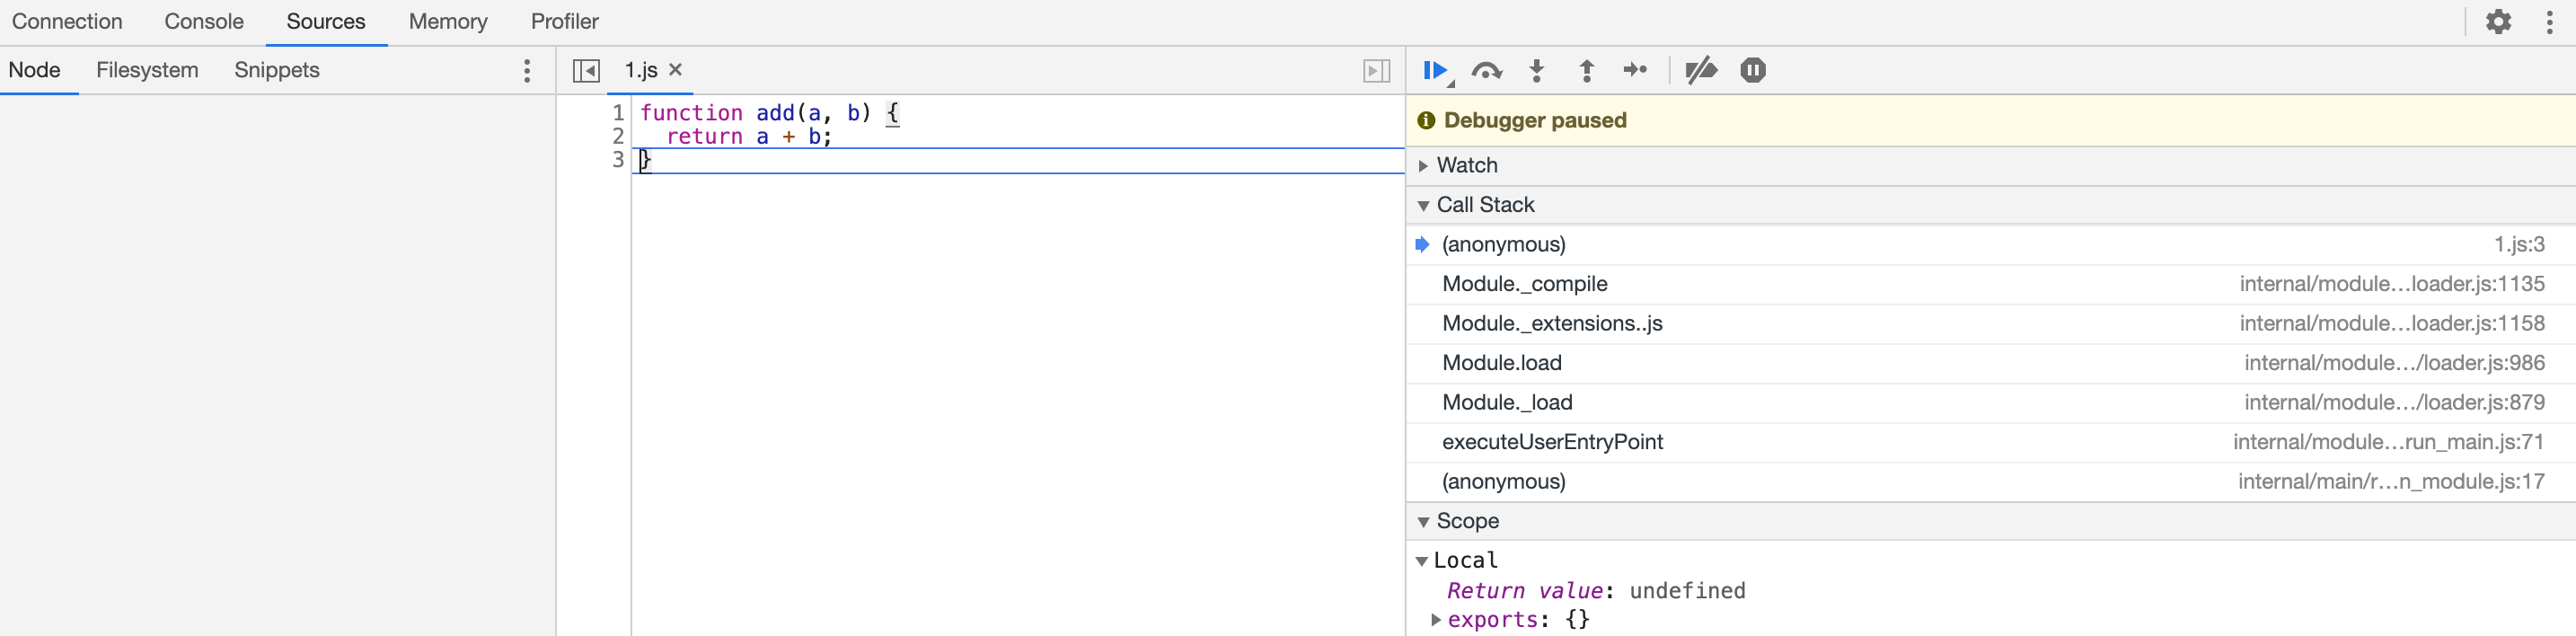 Connection Console Sources Memory Profiler
Node Filesystem Snippets
1.js
1 function add(a, b) {
2 return a + b;
3 }
Debugger paused
Watch
Call Stack
(anonymous) 1.js:3
Module._compile internal/module…loader.js:1135
Module._extensions..js internal/module…loader.js:1158
Module.load internal/module…/loader.js:986
Module._load internal/module…/loader.js:879
executeUserEntryPoint internal/module…run_main.js:71
(anonymous) internal/main/r…n_module.js:17
Scope
Local
Return value: undefined
exports: {}